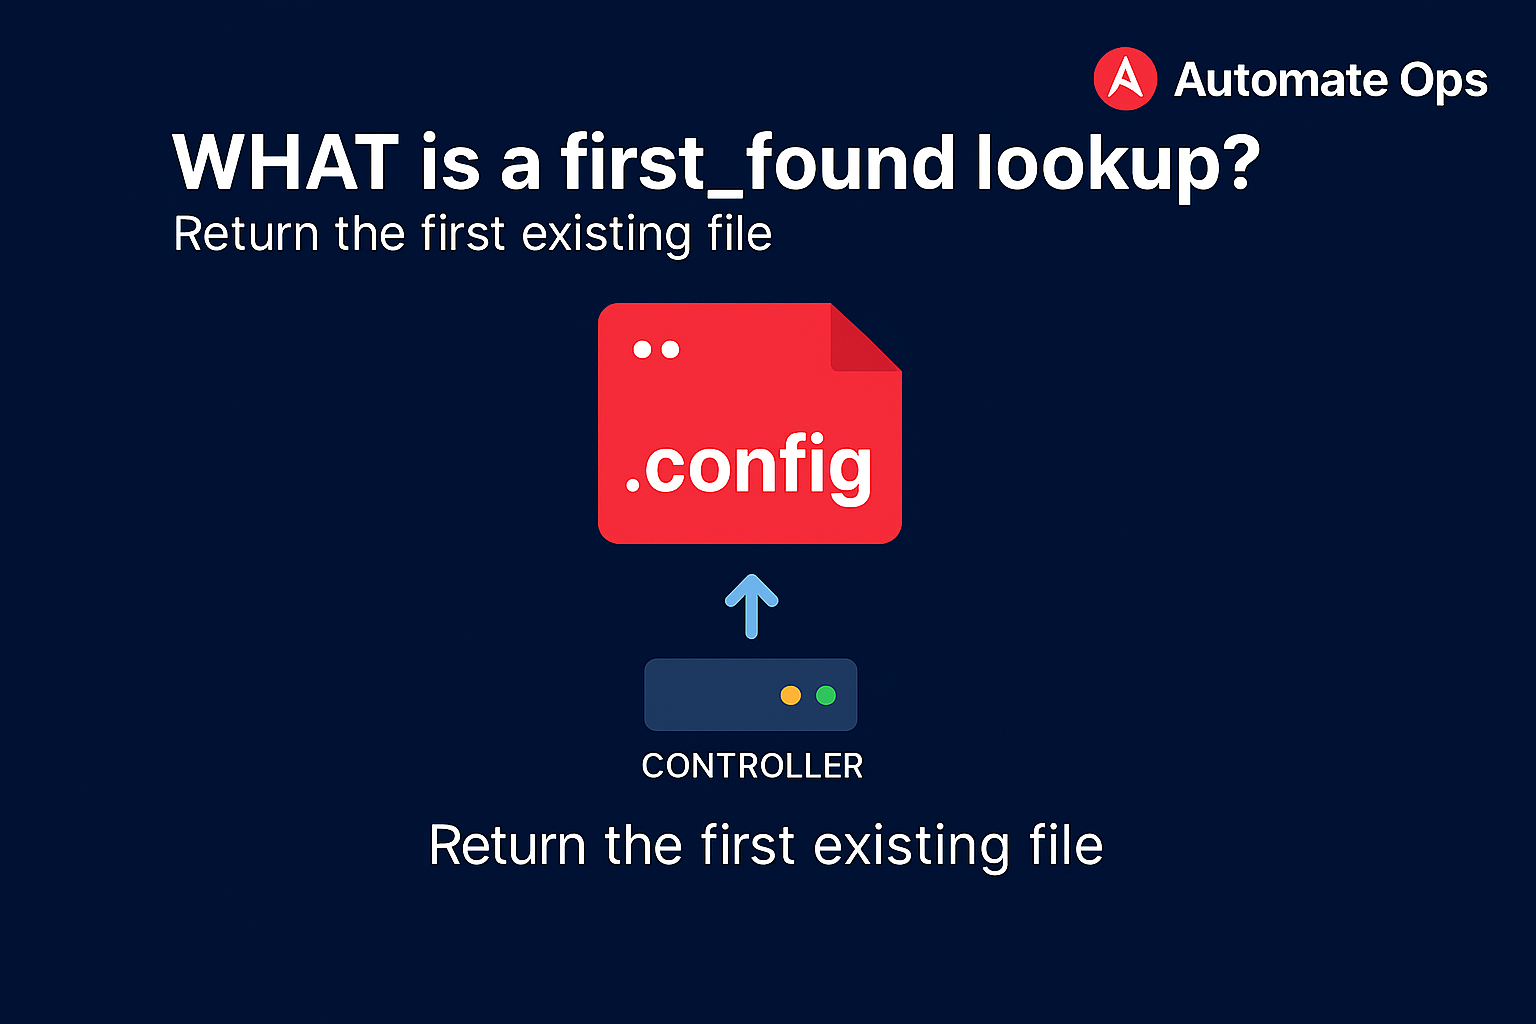 Automate Ops
WHAT is a first_found lookup?
Return the first existing file
.config
CONTROLLER
Return the first existing file